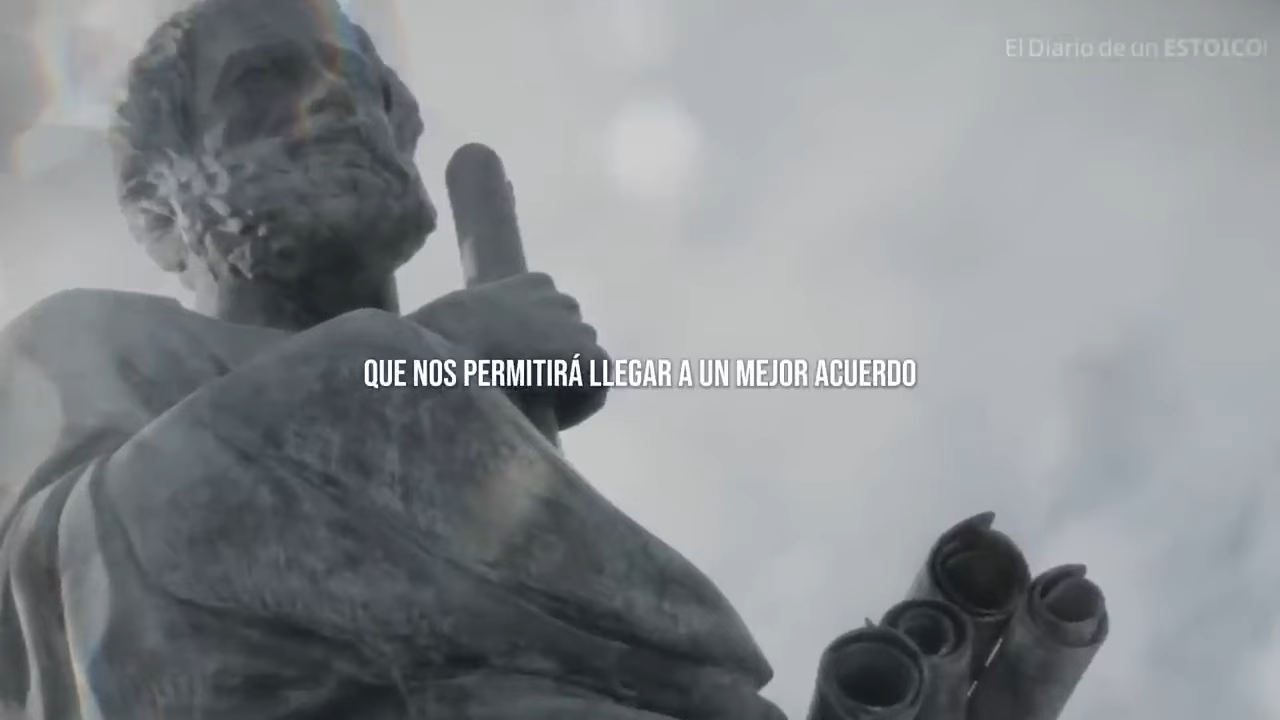 El Diario de un ESTOICO
QUE NOS PERMITIRÁ LLEGAR A UN MEJOR ACUERDO